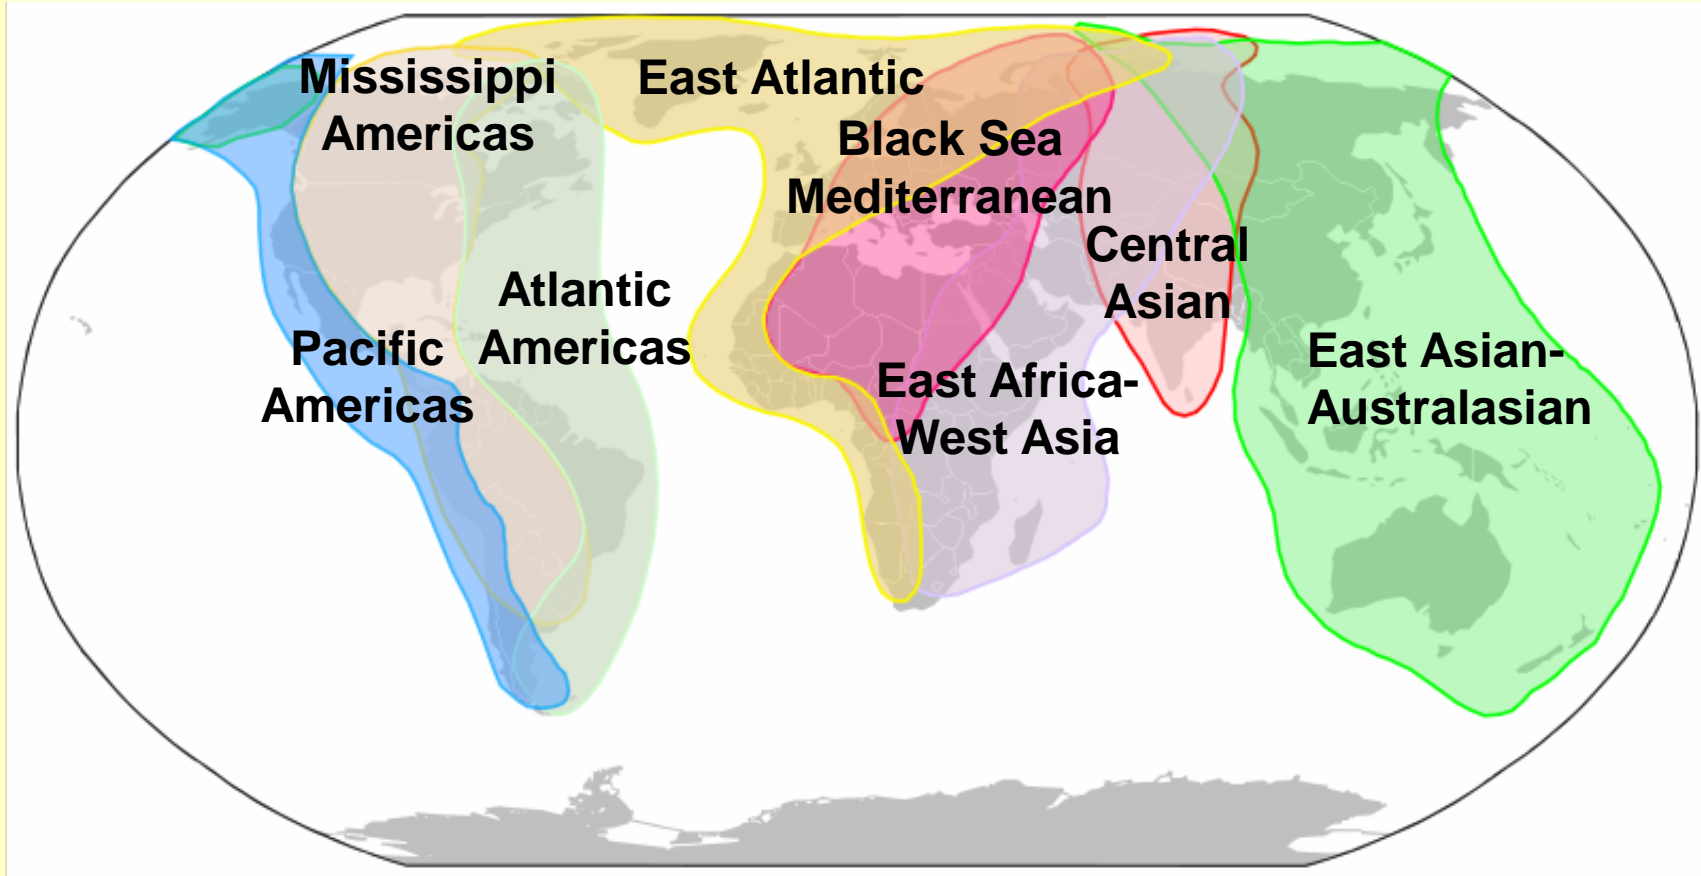 Mississippi
Americas
East Atlantic
Black Sea
Mediterranean
Central
Asian
Atlantic
Americas
Pacific
Americas
East Africa-
West Asia
East Asian-
Australasian